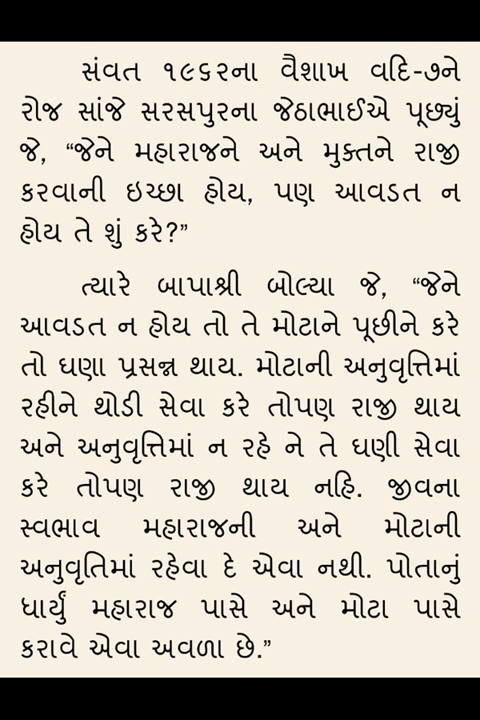 સંવત ૧૯૬૨ના વૈશાખ વદિ-૭ને
રોજ સાંજે સરસપુરના જેઠાભાઈએ પૂછ્યું
જે, “જેને મહારાજને અને મુક્તને રાજી
કરવાની ઇચ્છા હોય, પણ આવડત ન
હોય તે શું કરે?”
ત્યારે બાપાશ્રી બોલ્યા જે, “જેને
આવડત ન હોય તો તે મોટાને પૂછીને કરે
તો ઘણા પ્રસન્ન થાય. મોટાની અનુવૃત્તિમાં
રહીને થોડી સેવા કરે તોપણ રાજી થાય
અને અનુવૃત્તિમાં ન રહે ને તે ઘણી સેવા
કરે તોપણ રાજી થાય નહિ. જીવના
સ્વભાવ મહારાજની અને મોટાની
અનુવૃતિમાં રહેવા દે એવા નથી. પોતાનું
ધાર્યું મહારાજ પાસે અને મોટા પાસે
કરાવે એવા અવળા છે.”